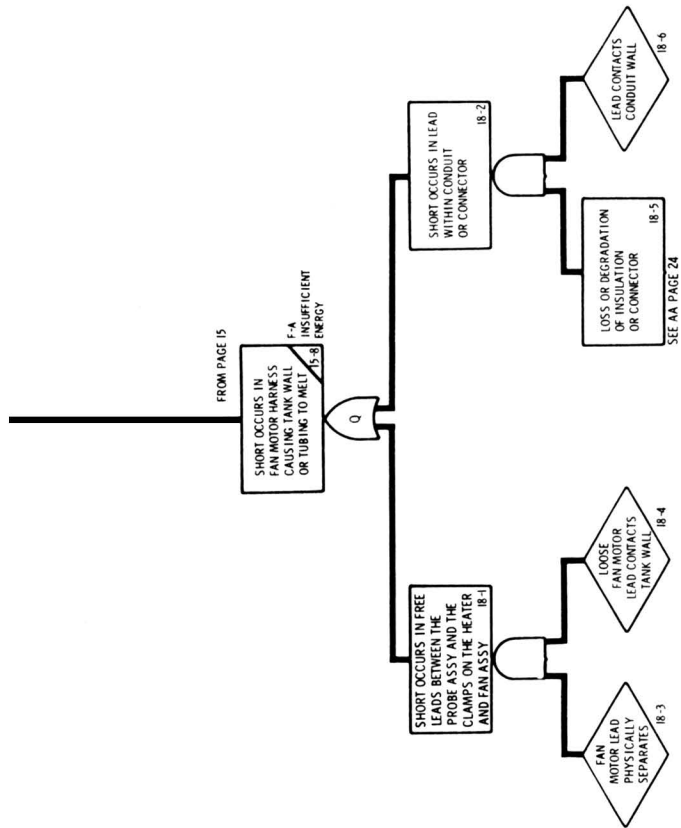 FROM PAGE 15
SHORT OCCURS IN
FAN MOTOR HARNESS
CAUSING TANK WALL
OR TUBING TO MELT
15-8
F-A
INSUFFICIENT
ENERGY
Q
SHORT OCCURS IN FREE
LEADS BETWEEN THE
PROBE ASSY AND THE
CLAMPS ON THE HEATER
AND FAN ASSY
18-1
SHORT OCCURS IN LEAD
WITHIN CONDUIT
OR CONNECTOR
18-2
FAN
MOTOR LEAD
PHYSICALLY
SEPARATES
18-3
LOOSE
FAN MOTOR
LEAD CONTACTS
TANK WALL
18-4
LOSS OR DEGRADATION
OF INSULATION
OR CONNECTOR
18-5
SEE AA PAGE 24
LEAD CONTACTS
CONDUIT WALL
18-6